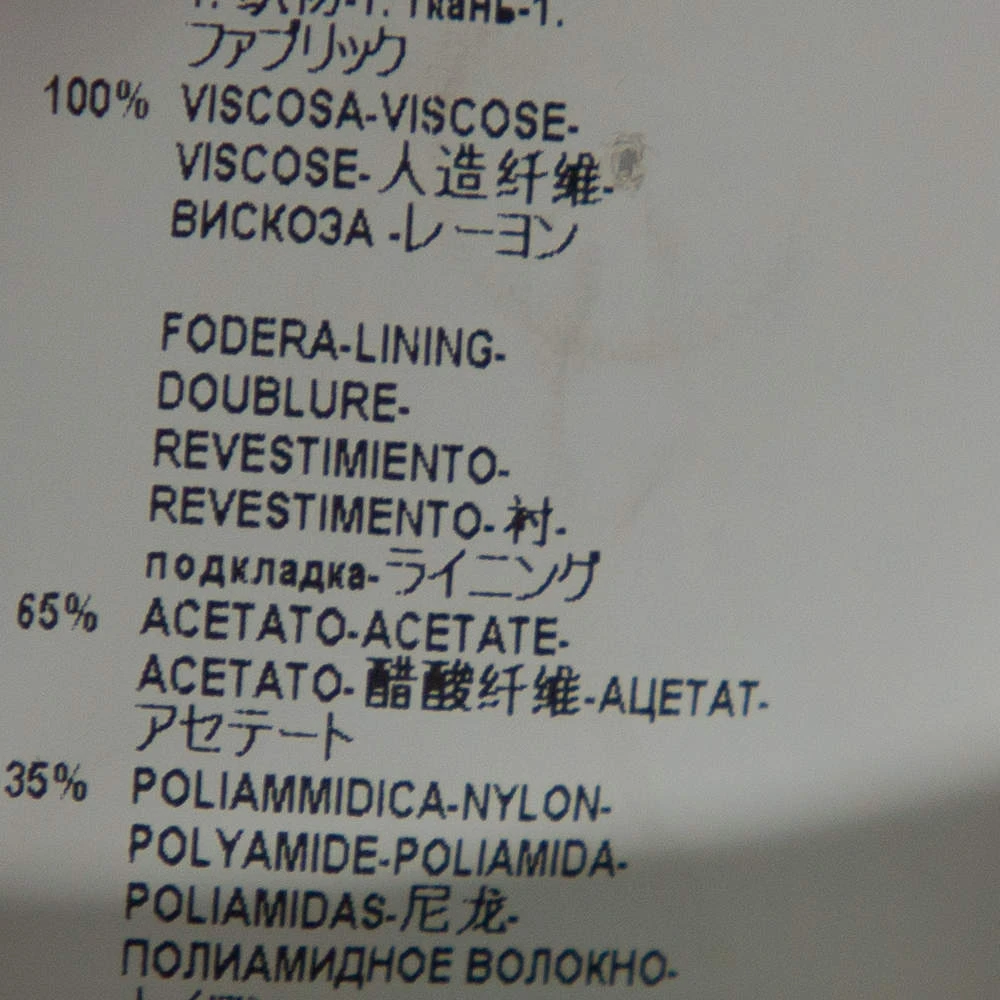 ткань-1.
ファブリック
100% VISCOSA-VISCOSE-
VISCOSE-人造纤维-
ВИСКОЗА -レーヨン
FODERA-LINING-
DOUBLURE-
REVESTIMIENTO-
REVESTIMENTO-衬-
подкладка-ライニング
65% ACETATO-ACETATE-
ACETATO-醋酸纤维-АЦЕТАТ-
アセテート
35% POLIAMMIDICA-NYLON-
POLYAMIDE-POLIAMIDA-
POLIAMIDAS-尼龙-
ПОЛИАМИДНОЕ ВОЛОКНО-